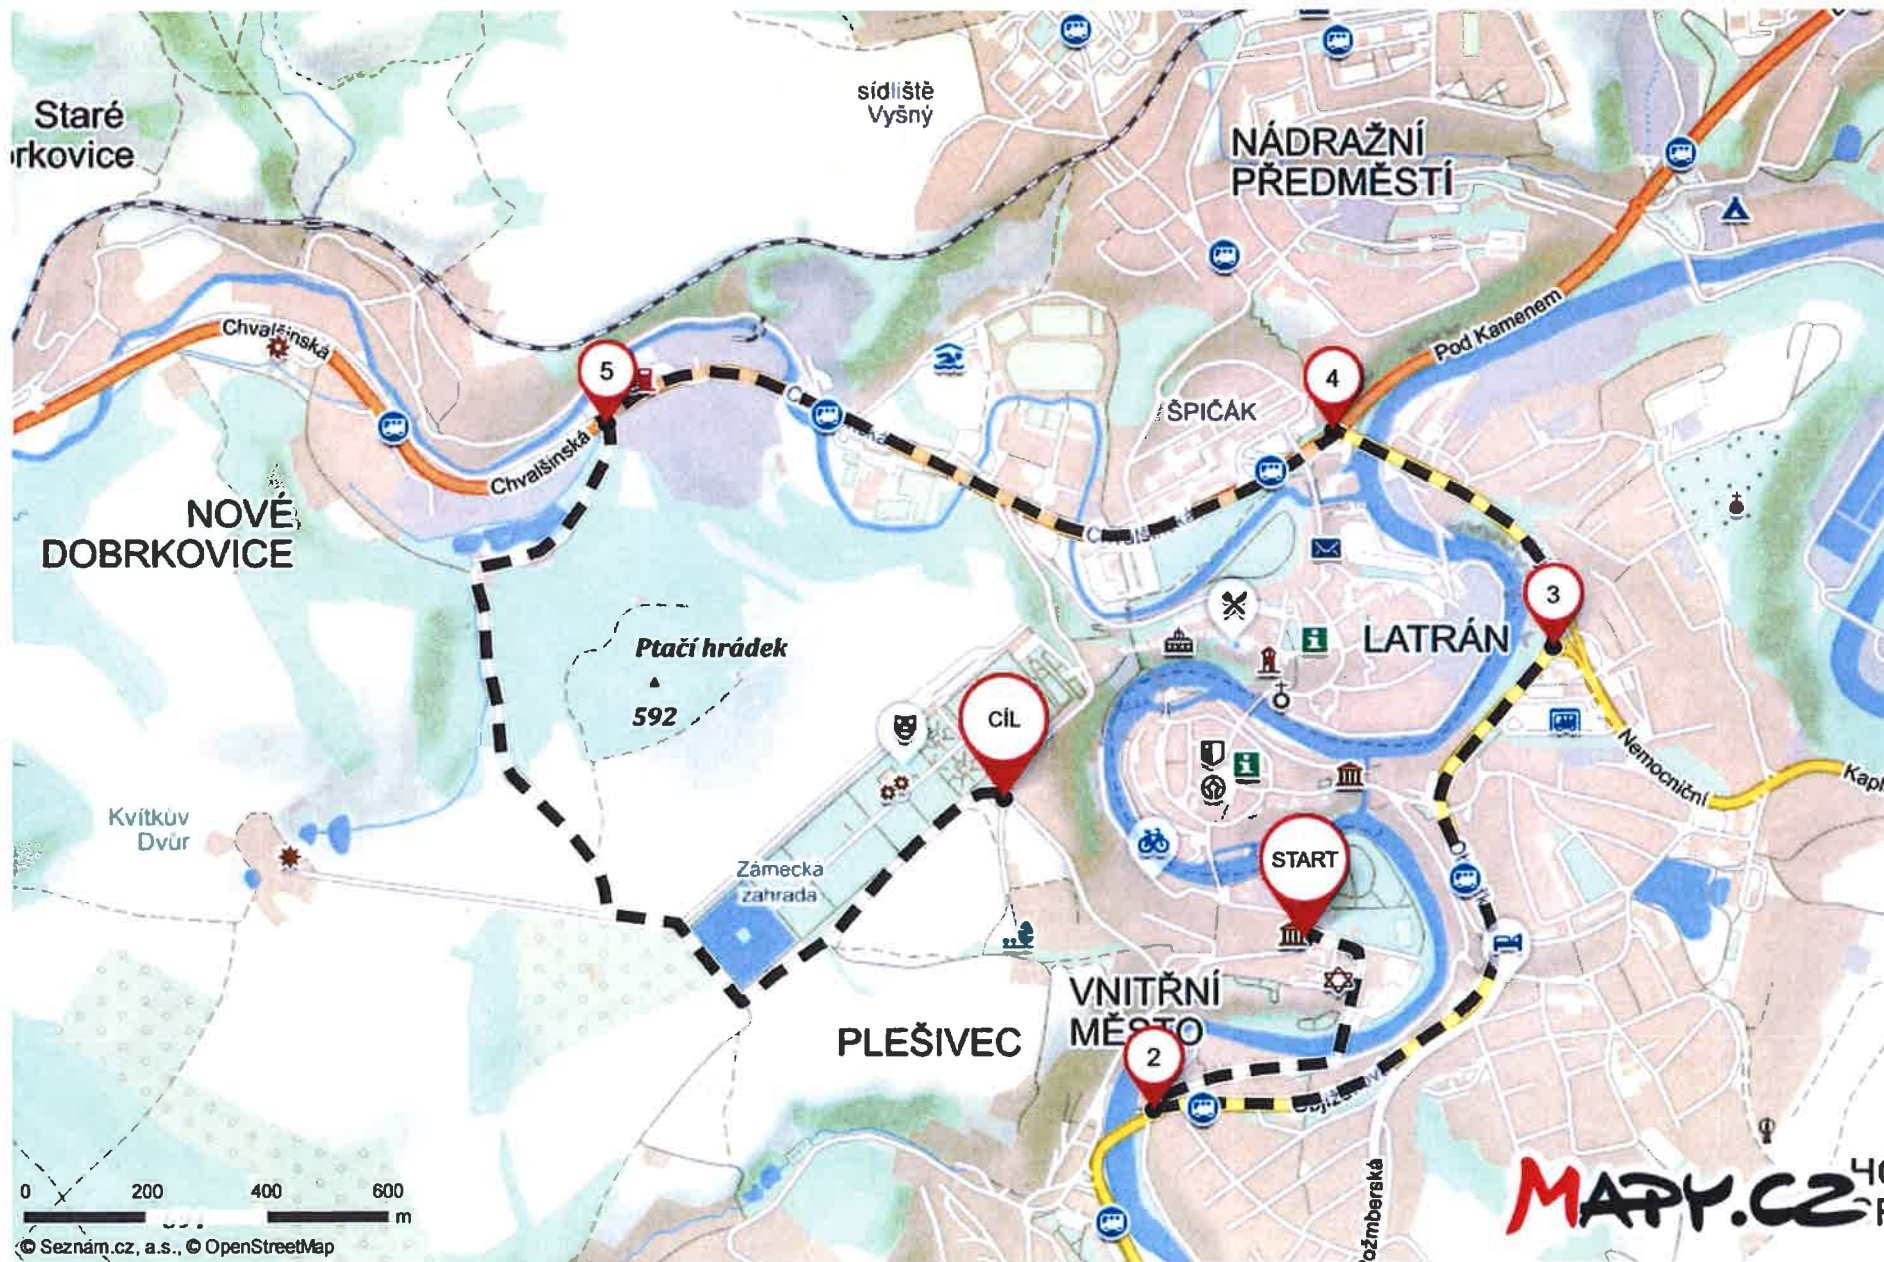 Staré
rkovice
sídliště
Vyšný
NÁDRAŽNÍ
PŘEDMĚSTÍ
Chvalšinská
5
4
Pod Kamenem
ŠPIČÁK
Chvalšinská
NOVÉ
DOBRKOVICE
3
LATRÁN
Ptačí hrádek
592
CÍL
Nemocniční
Kapl
Kvítkův
Dvůr
START
Zámecká
zahrada
VNITŘNÍ
MĚSTO
PLEŠIVEC
2
0 200 400 600
m
MAPY.CZ
© Seznam.cz, a.s., © OpenStreetMap